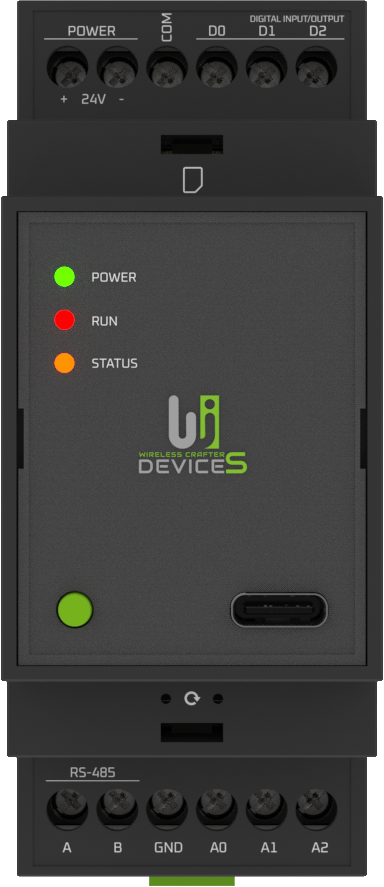 DIGITAL INPUT/OUTPUT
POWER COM D0 D1 D2
+ 24V -
POWER
RUN
STATUS
WIRELESS CRAFTER
DEVICES
RS-485
A B GND A0 A1 A2